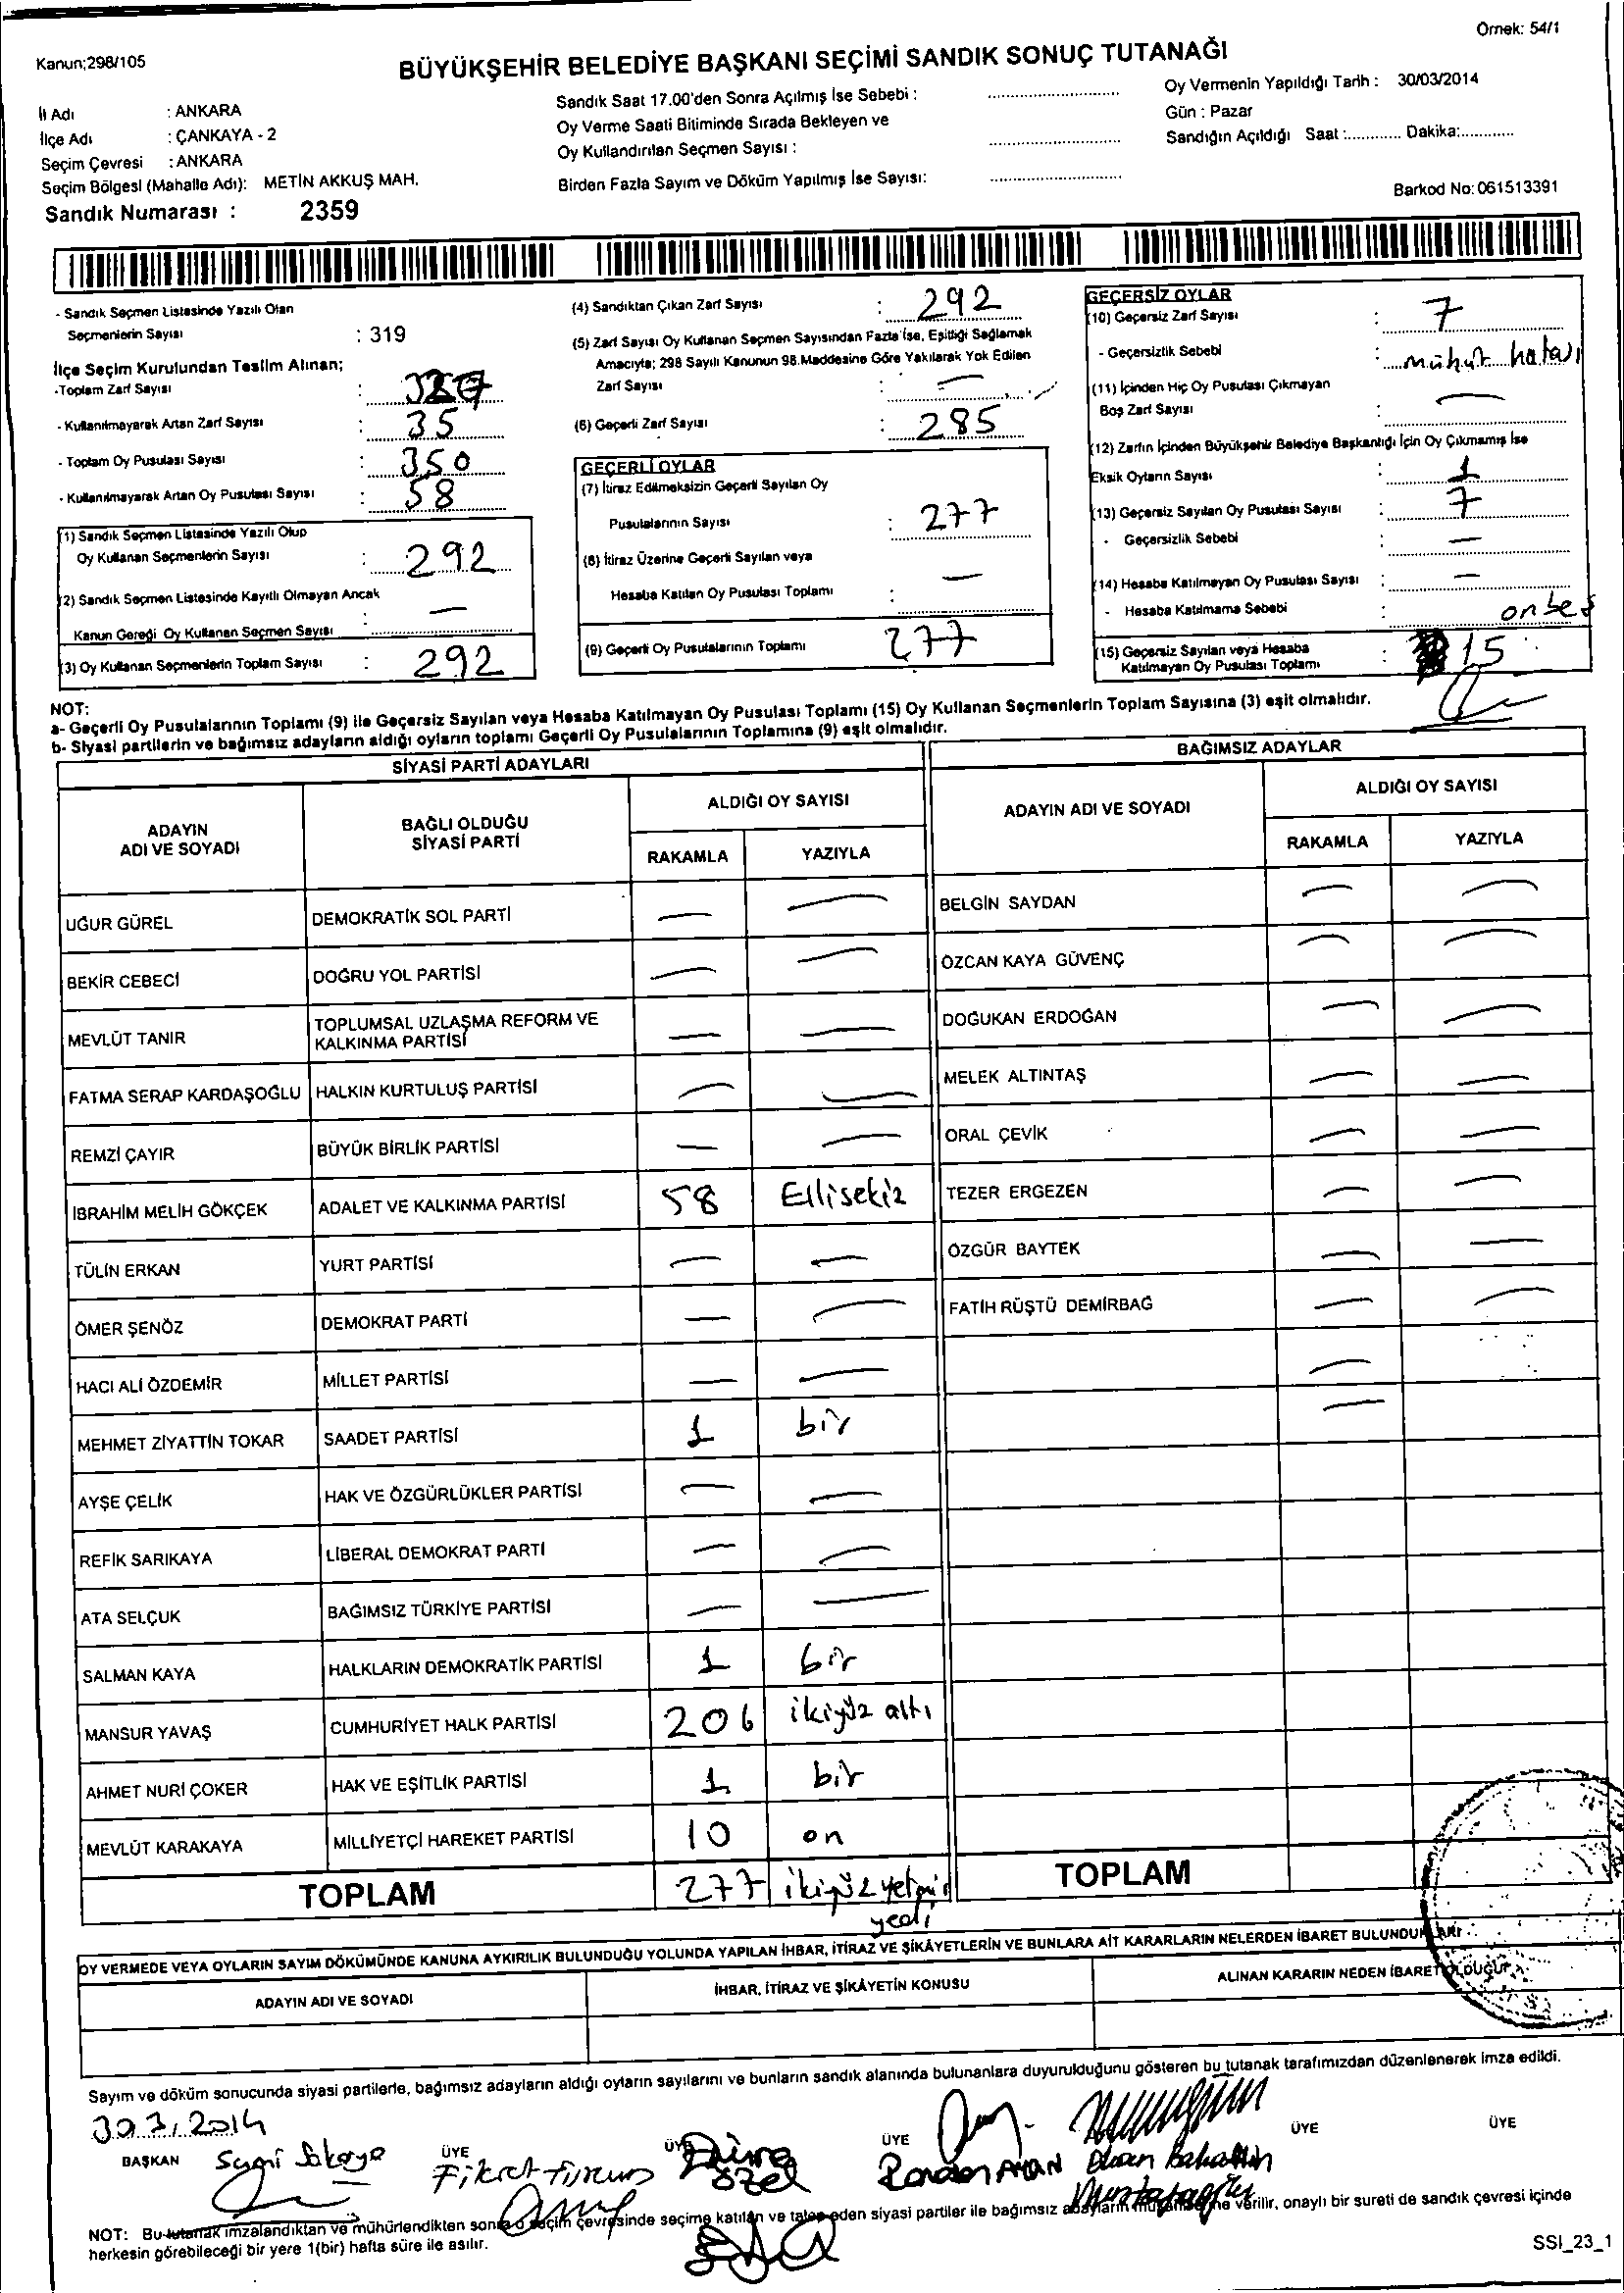 Örnek: 54/1
Kanun;298/105
BÜYÜKŞEHİR BELEDİYE BAŞKANI SEÇİMİ SANDIK SONUÇ TUTANAĞI
İl Adı : ANKARA
İlçe Adı : ÇANKAYA - 2
Seçim Çevresi : ANKARA
Seçim Bölgesi (Mahalle Adı): METİN AKKUŞ MAH.
Sandık Numarası : 2359
Sandık Saat 17.00'den Sonra Açılmış İse Sebebi :
Oy Verme Saati Bitiminde Sırada Bekleyen ve
Oy Kullandırılan Seçmen Sayısı :
Birden Fazla Sayım ve Döküm Yapılmış İse Sayısı:
Oy Vermenin Yapıldığı Tarih : 30/03/2014
Gün : Pazar
Sandığın Açıldığı Saat :............ Dakika:............
Barkod No: 061513391
- Sandık Seçmen Listesinde Yazılı Olan
Seçmenlerin Sayısı : 319
İlçe Seçim Kurulundan Teslim Alınan;
-Toplam Zarf Sayısı :
- Kullanılmayarak Artan Zarf Sayısı : 35
- Toplam Oy Pusulası Sayısı : 350
- Kullanılmayarak Artan Oy Pusulası Sayısı : 58
(1) Sandık Seçmen Listesinde Yazılı Olup
Oy Kullanan Seçmenlerin Sayısı : 292
(2) Sandık Seçmen Listesinde Kayıtlı Olmayan Ancak
Kanun Gereği Oy Kullanan Seçmen Sayısı : —
(3) Oy Kullanan Seçmenlerin Toplam Sayısı : 292
(4) Sandıktan Çıkan Zarf Sayısı : 292
(5) Zarf Sayısı Oy Kullanan Seçmen Sayısından Fazla İse, Eşitliği Sağlamak
Amacıyla; 298 Sayılı Kanunun 98.Maddesine Göre Yakılarak Yok Edilen
Zarf Sayısı : —
(6) Geçerli Zarf Sayısı : 285
GEÇERLİ OYLAR
(7) İtiraz Edilmeksizin Geçerli Sayılan Oy
Pusulalarının Sayısı : 277
(8) İtiraz Üzerine Geçerli Sayılan veya
Hesaba Katılan Oy Pusulası Toplamı : —
(9) Geçerli Oy Pusulalarının Toplamı 277
GEÇERSİZ OYLAR
(10) Geçersiz Zarf Sayısı : 7
- Geçersizlik Sebebi : mühür hatası
(11) İçinden Hiç Oy Pusulası Çıkmayan
Boş Zarf Sayısı : —
(12) Zarfın İçinden Büyükşehir Belediye Başkanlığı İçin Oy Çıkmamış İse
Eksik Oyların Sayısı : 1
(13) Geçersiz Sayılan Oy Pusulası Sayısı : 7
- Geçersizlik Sebebi : —
(14) Hesaba Katılmayan Oy Pusulası Sayısı : —
- Hesaba Katılmama Sebebi : onbeş
(15) Geçersiz Sayılan veya Hesaba
Katılmayan Oy Pusulası Toplamı : 15
NOT:
a- Geçerli Oy Pusulalarının Toplamı (9) ile Geçersiz Sayılan veya Hesaba Katılmayan Oy Pusulası Toplamı (15) Oy Kullanan Seçmenlerin Toplam Sayısına (3) eşit olmalıdır.
b- Siyasi partilerin ve bağımsız adayların aldığı oyların toplamı Geçerli Oy Pusulalarının Toplamına (9) eşit olmalıdır.
SİYASİ PARTİ ADAYLARI
ADAYIN ADI VE SOYADI BAĞLI OLDUĞU SİYASİ PARTİ ALDIĞI OY SAYISI
RAKAMLA YAZIYLA
UĞUR GÜREL DEMOKRATİK SOL PARTİ — —
BEKİR CEBECİ DOĞRU YOL PARTİSİ — —
MEVLÜT TANIR TOPLUMSAL UZLAŞMA REFORM VE KALKINMA PARTİSİ — —
FATMA SERAP KARDAŞOĞLU HALKIN KURTULUŞ PARTİSİ — —
REMZİ ÇAYIR BÜYÜK BİRLİK PARTİSİ — —
İBRAHİM MELİH GÖKÇEK ADALET VE KALKINMA PARTİSİ 58 Ellisekiz
TÜLİN ERKAN YURT PARTİSİ — —
ÖMER ŞENÖZ DEMOKRAT PARTİ — —
HACI ALİ ÖZDEMİR MİLLET PARTİSİ — —
MEHMET ZİYATTİN TOKAR SAADET PARTİSİ 1 bir
AYŞE ÇELİK HAK VE ÖZGÜRLÜKLER PARTİSİ — —
REFİK SARIKAYA LİBERAL DEMOKRAT PARTİ — —
ATA SELÇUK BAĞIMSIZ TÜRKİYE PARTİSİ — —
SALMAN KAYA HALKLARIN DEMOKRATİK PARTİSİ 1 bir
MANSUR YAVAŞ CUMHURİYET HALK PARTİSİ 206 ikiyüz altı
AHMET NURİ ÇOKER HAK VE EŞİTLİK PARTİSİ 1 bir
MEVLÜT KARAKAYA MİLLİYETÇİ HAREKET PARTİSİ 10 on
TOPLAM 277 ikiyüz yetmiş
yedi
BAĞIMSIZ ADAYLAR
ADAYIN ADI VE SOYADI ALDIĞI OY SAYISI
RAKAMLA YAZIYLA
BELGİN SAYDAN — —
ÖZCAN KAYA GÜVENÇ — —
DOĞUKAN ERDOĞAN — —
MELEK ALTINTAŞ — —
ORAL ÇEVİK — —
TEZER ERGEZEN — —
ÖZGÜR BAYTEK — —
FATİH RÜŞTÜ DEMİRBAĞ — —
—
—
TOPLAM
OY VERMEDE VEYA OYLARIN SAYIM DÖKÜMÜNDE KANUNA AYKIRILIK BULUNDUĞU YOLUNDA YAPILAN İHBAR, İTİRAZ VE ŞİKÂYETLERİN VE BUNLARA AİT KARARLARIN NELERDEN İBARET BULUNDUKLARI
ADAYIN ADI VE SOYADI İHBAR, İTİRAZ VE ŞİKÂYETİN KONUSU ALINAN KARARIN NEDEN İBARET OLDUĞU
Sayım ve döküm sonucunda siyasi partilerle, bağımsız adayların aldığı oyların sayılarını ve bunların sandık alanında bulunanlara duyurulduğunu gösteren bu tutanak tarafımızdan düzenlenerek imza edildi.
30.3.2014
BAŞKAN ÜYE ÜYE ÜYE ÜYE ÜYE
Fikret
Özel
NOT: Bu tutanak imzalandıktan ve mühürlendikten sonra o seçim çevresinde seçime katılan ve talep eden siyasi partiler ile bağımsız adayların müşahitlerine verilir, onaylı bir sureti de sandık çevresi içinde
herkesin görebileceği bir yere 1(bir) hafta süre ile asılır.
SSI_23_1